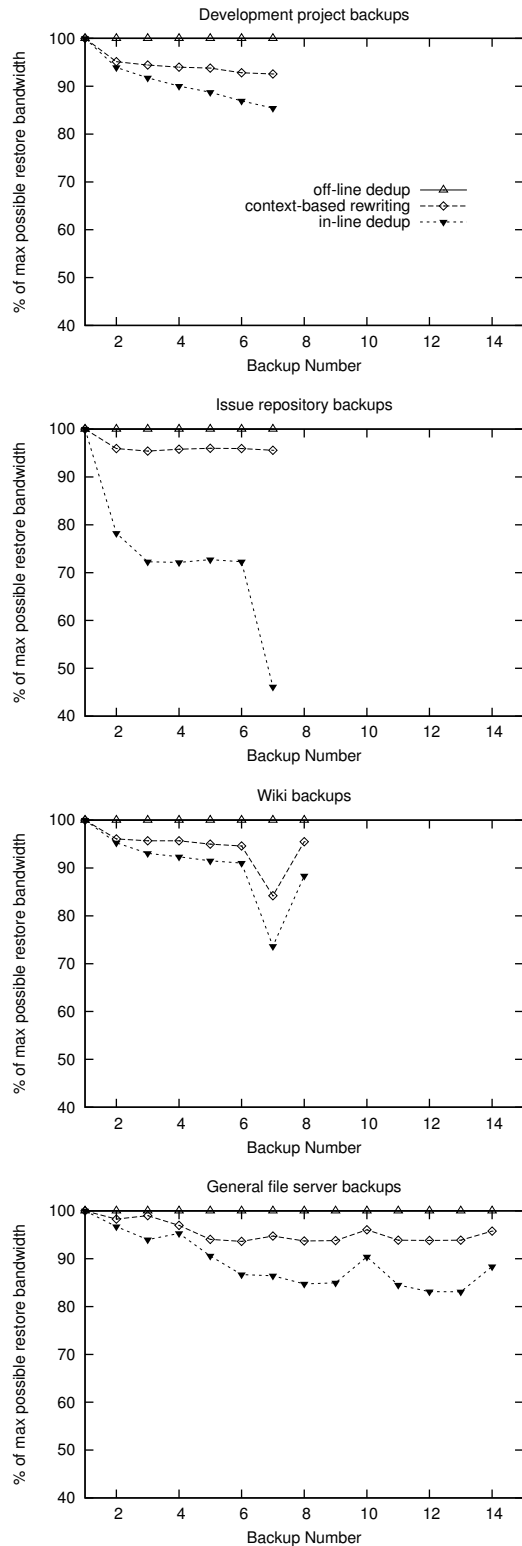 Development project backups
100
90
80
70
60
50
40
% of max possible restore bandwidth
off-line dedup
context-based rewriting
in-line dedup
2 4 6 8 10 12 14
Backup Number
Issue repository backups
100
90
80
70
60
50
40
% of max possible restore bandwidth
2 4 6 8 10 12 14
Backup Number
Wiki backups
100
90
80
70
60
50
40
% of max possible restore bandwidth
2 4 6 8 10 12 14
Backup Number
General file server backups
100
90
80
70
60
50
40
% of max possible restore bandwidth
2 4 6 8 10 12 14
Backup Number